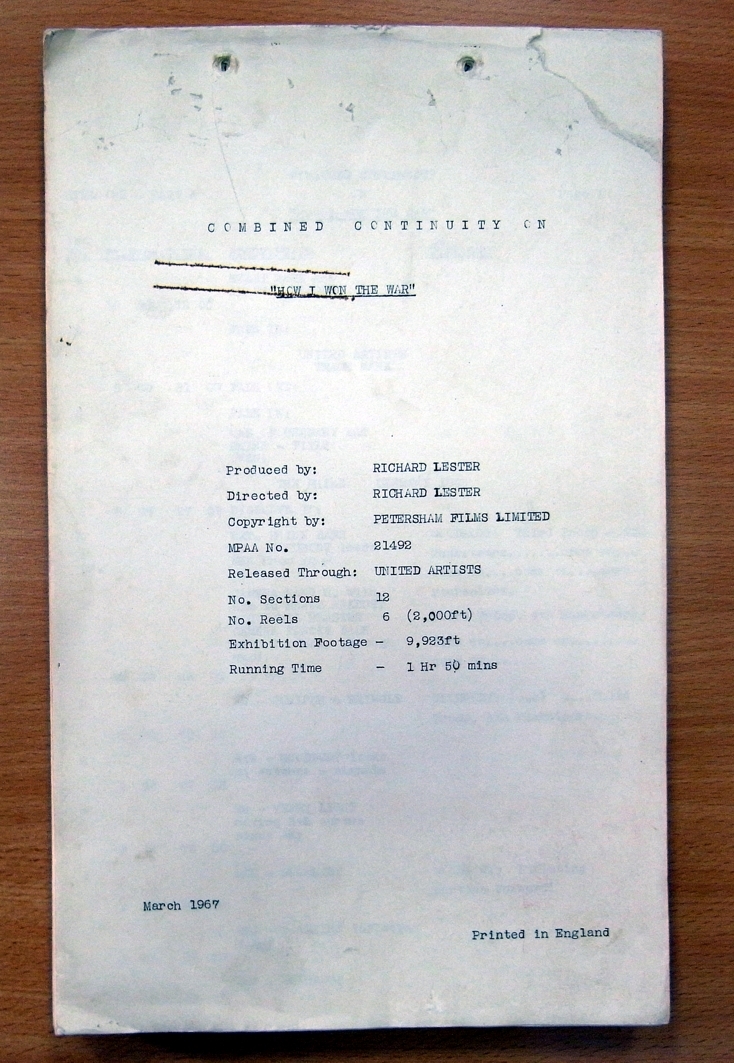 COMBINED CONTINUITY ON
"HOW I WON THE WAR"
Produced by: RICHARD LESTER
Directed by: RICHARD LESTER
Copyright by: PETERSHAM FILMS LIMITED
MPAA No. 21492
Released Through: UNITED ARTISTS
No. Sections 12
No. Reels 6 (2,000ft)
Exhibition Footage - 9,923ft
Running Time - 1 Hr 50 mins
March 1967
Printed in England